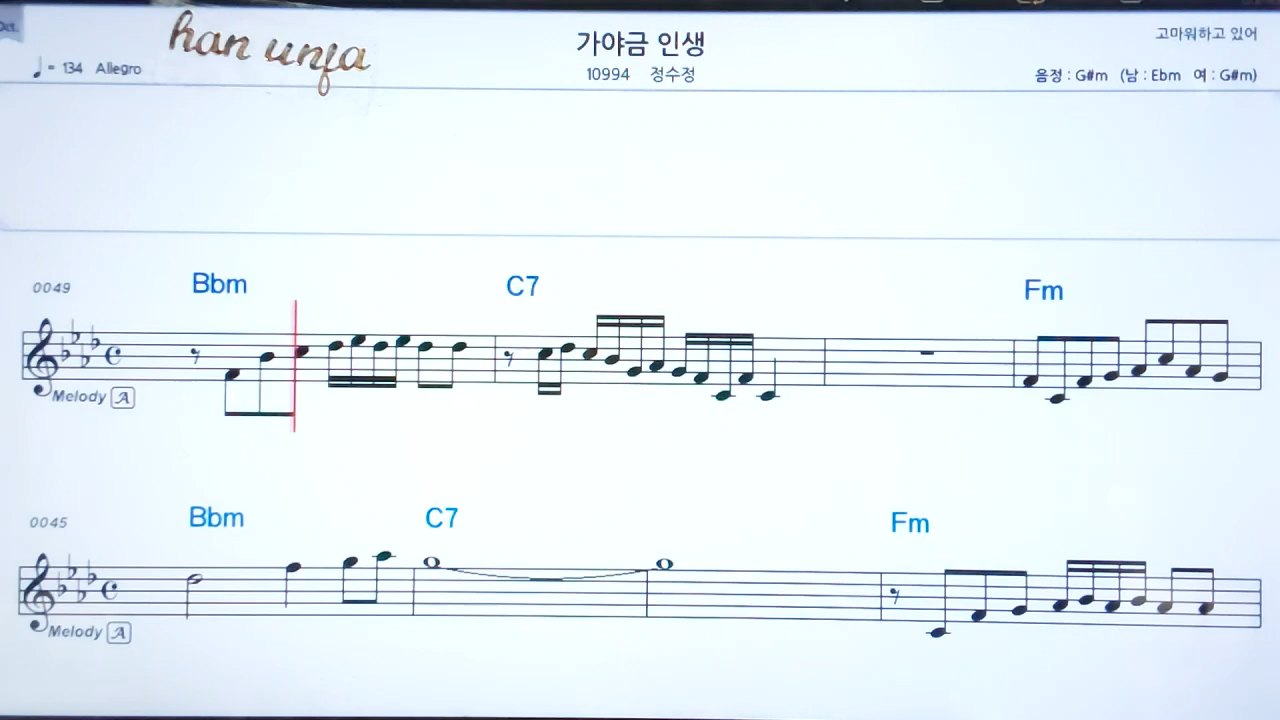 Oct.
han unja
가야금 인생
고마워하고 있어
♩= 134 Allegro
10994 정수정
음정 : G#m (남 : Ebm 여 : G#m)
Bbm C7 Fm
0049
Melody A
Bbm C7 Fm
0045
Melody A